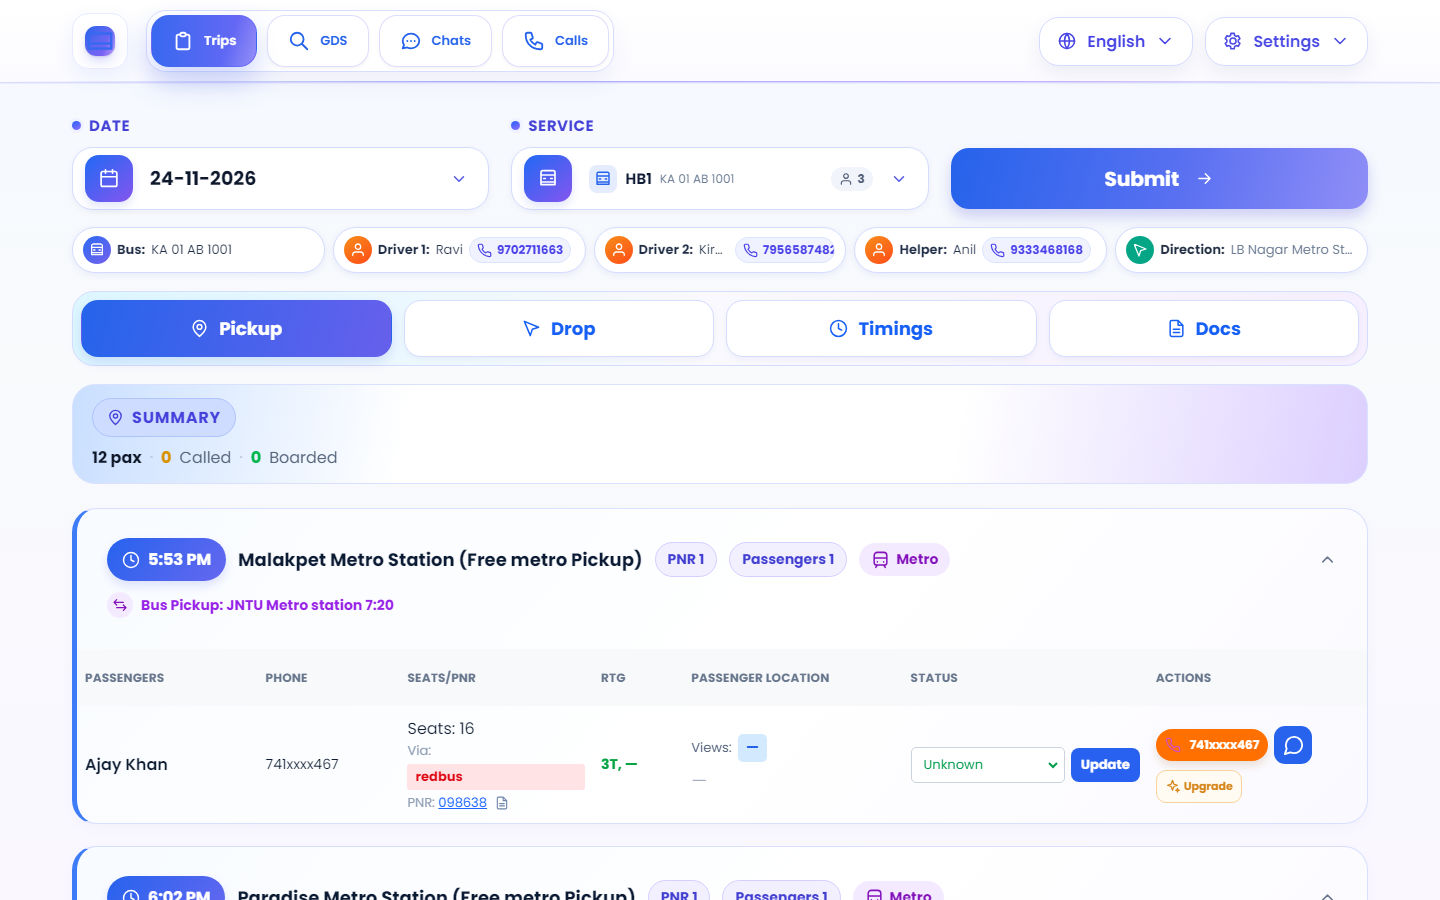 Trips
GDS
Chats
Calls
English
Settings
DATE
SERVICE
24-11-2026
HB1 KA 01 AB 1001
3
Submit
Bus: KA 01 AB 1001
Driver 1: Ravi 9702711663
Driver 2: Kir... 7956587482
Helper: Anil 9333468168
Direction: LB Nagar Metro St...
Pickup
Drop
Timings
Docs
SUMMARY
12 pax · 0 Called · 0 Boarded
5:53 PM Malakpet Metro Station (Free metro Pickup) PNR 1 Passengers 1 Metro
Bus Pickup: JNTU Metro station 7:20
PASSENGERS PHONE SEATS/PNR RTG PASSENGER LOCATION STATUS ACTIONS
Ajay Khan
741xxxx467
Seats: 16
Via:
redbus
PNR: 098638
3T, —
Views: —
—
Unknown
Update
741xxxx467
Upgrade
6:02 PM Paradise Metro Station (Free metro Pickup) PNR 1 Passengers 1 Metro